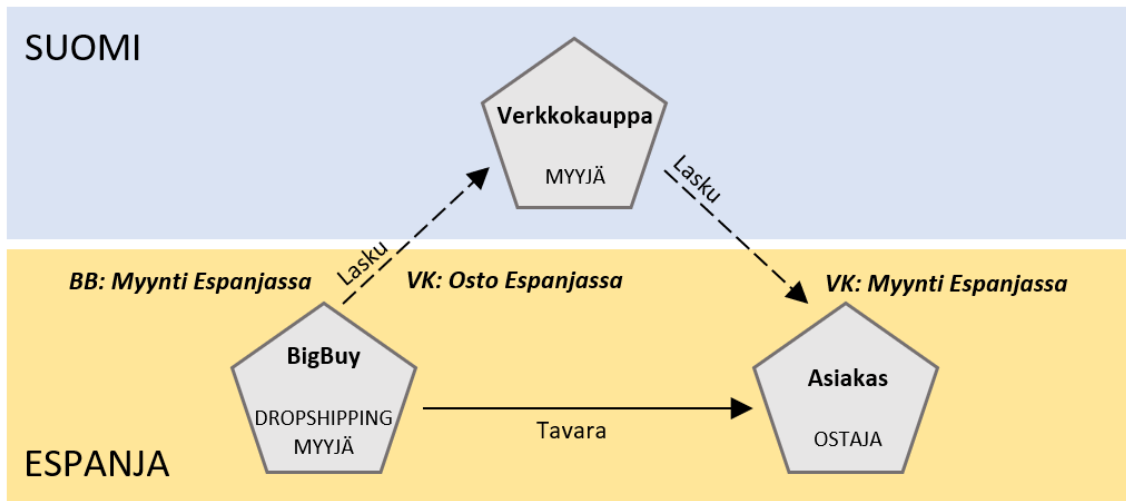 SUOMI
Verkkokauppa
MYYJÄ
Lasku
Lasku
BB: Myynti Espanjassa
VK: Osto Espanjassa
VK: Myynti Espanjassa
BigBuy
DROPSHIPPING
MYYJÄ
Tavara
Asiakas
OSTAJA
ESPANJA